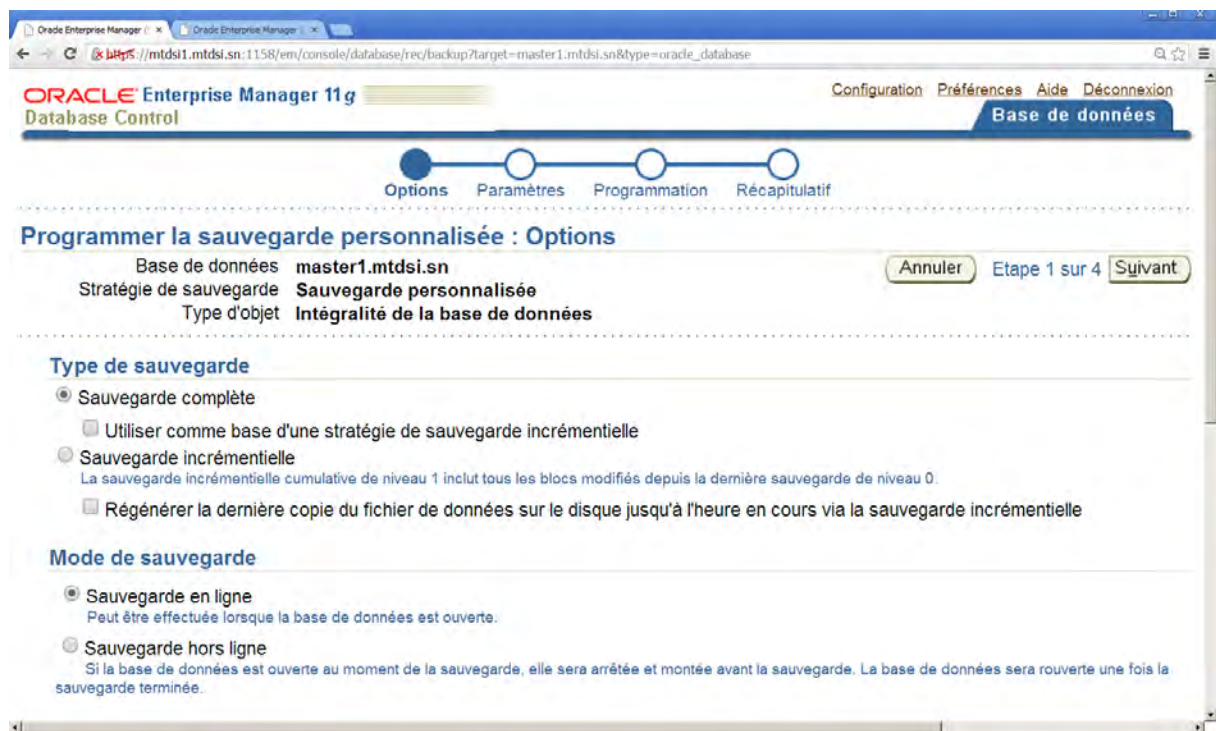 Oracle Enterprise Manager (
Oracle Enterprise Manager
https://mtdsi1.mtdsi.sn:1158/em/console/database/rec/backup?target=master1.mtdsi.sn&type=oracle_database
ORACLE Enterprise Manager 11g
Database Control
Configuration Préférences Aide Déconnexion
Base de données
Options Paramètres Programmation Récapitulatif
Programmer la sauvegarde personnalisée : Options
Base de données master1.mtdsi.sn
Annuler Etape 1 sur 4 Suivant
Stratégie de sauvegarde Sauvegarde personnalisée
Type d'objet Intégralité de la base de données
Type de sauvegarde
Sauvegarde complète
Utiliser comme base d'une stratégie de sauvegarde incrémentielle
Sauvegarde incrémentielle
La sauvegarde incrémentielle cumulative de niveau 1 inclut tous les blocs modifiés depuis la dernière sauvegarde de niveau 0.
Régénérer la dernière copie du fichier de données sur le disque jusqu'à l'heure en cours via la sauvegarde incrémentielle
Mode de sauvegarde
Sauvegarde en ligne
Peut être effectuée lorsque la base de données est ouverte.
Sauvegarde hors ligne
Si la base de données est ouverte au moment de la sauvegarde, elle sera arrêtée et montée avant la sauvegarde. La base de données sera rouverte une fois la
sauvegarde terminée.